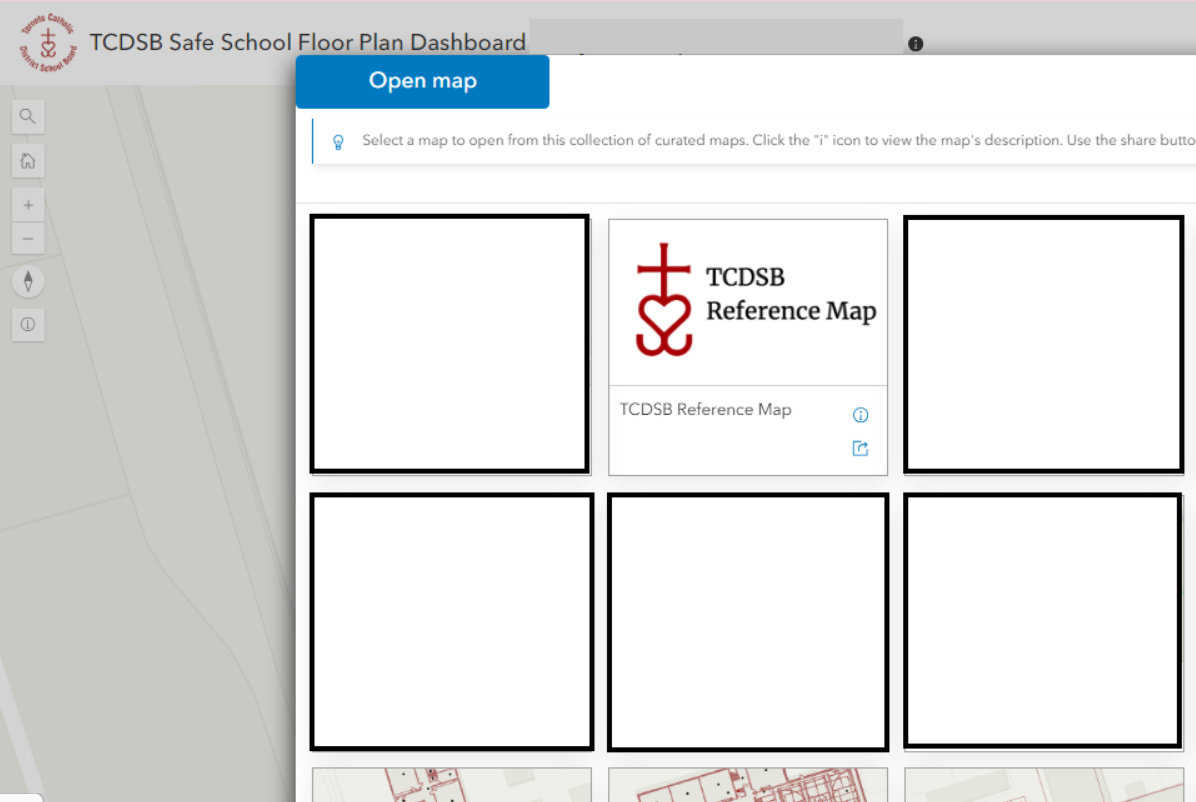 Toronto Catholic
District School Board
TCDSB Safe School Floor Plan Dashboard
Open map
Select a map to open from this collection of curated maps. Click the "i" icon to view the map's description. Use the share butto
TCDSB
Reference Map
TCDSB Reference Map